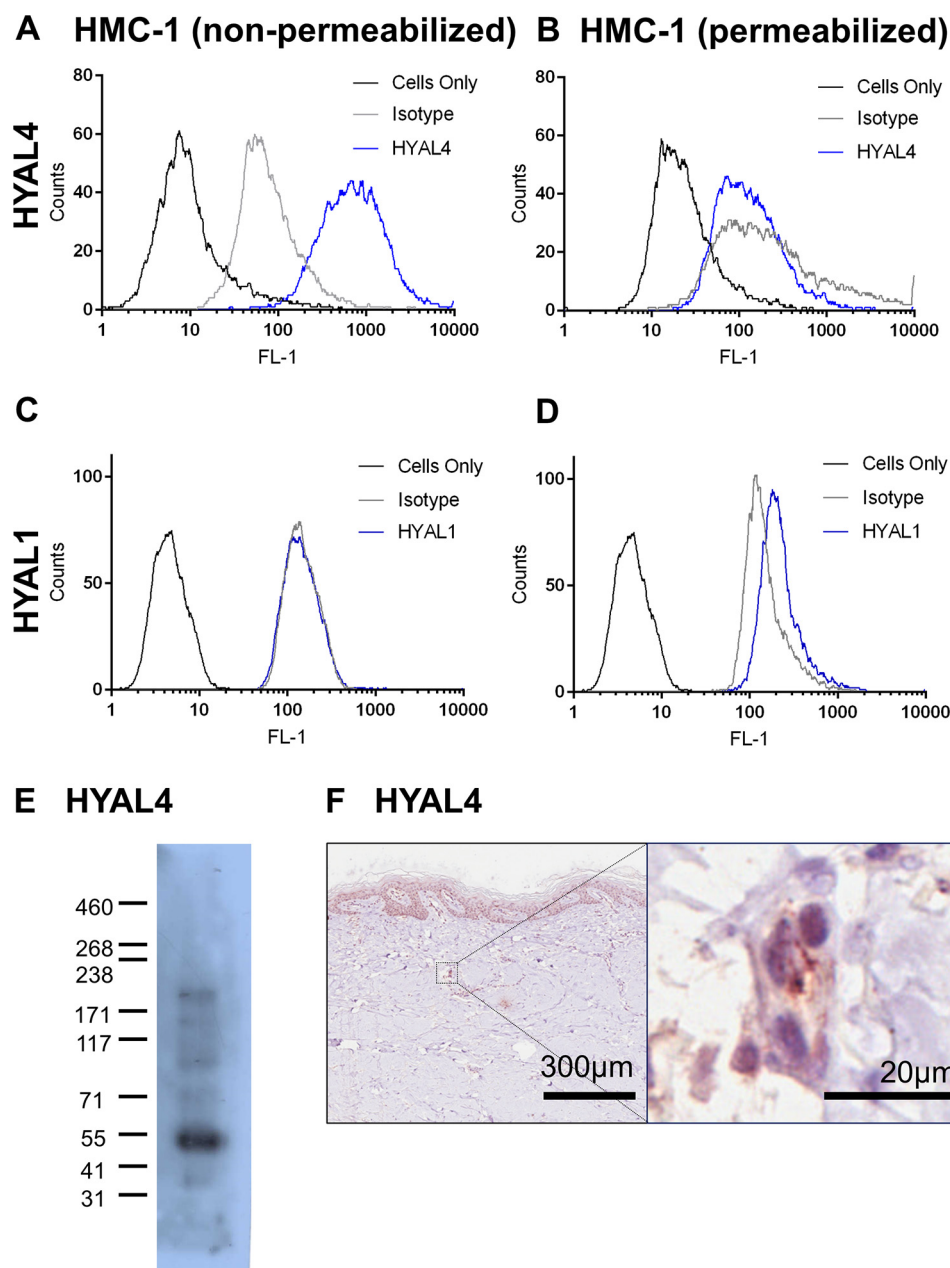 A HMC-1 (non-permeabilized)
HYAL4
80
60
40
20
0
Counts
1 10 100 1000 10000
FL-1
Cells Only
Isotype
HYAL4
B HMC-1 (permeabilized)
80
60
40
20
0
Counts
1 10 100 1000 10000
FL-1
Cells Only
Isotype
HYAL4
C
HYAL1
100
50
0
Counts
1 10 100 1000 10000
FL-1
Cells Only
Isotype
HYAL1
D
100
50
0
Counts
1 10 100 1000 10000
FL-1
Cells Only
Isotype
HYAL1
E HYAL4
460
268
238
171
117
71
55
41
31
F HYAL4
300µm
20µm